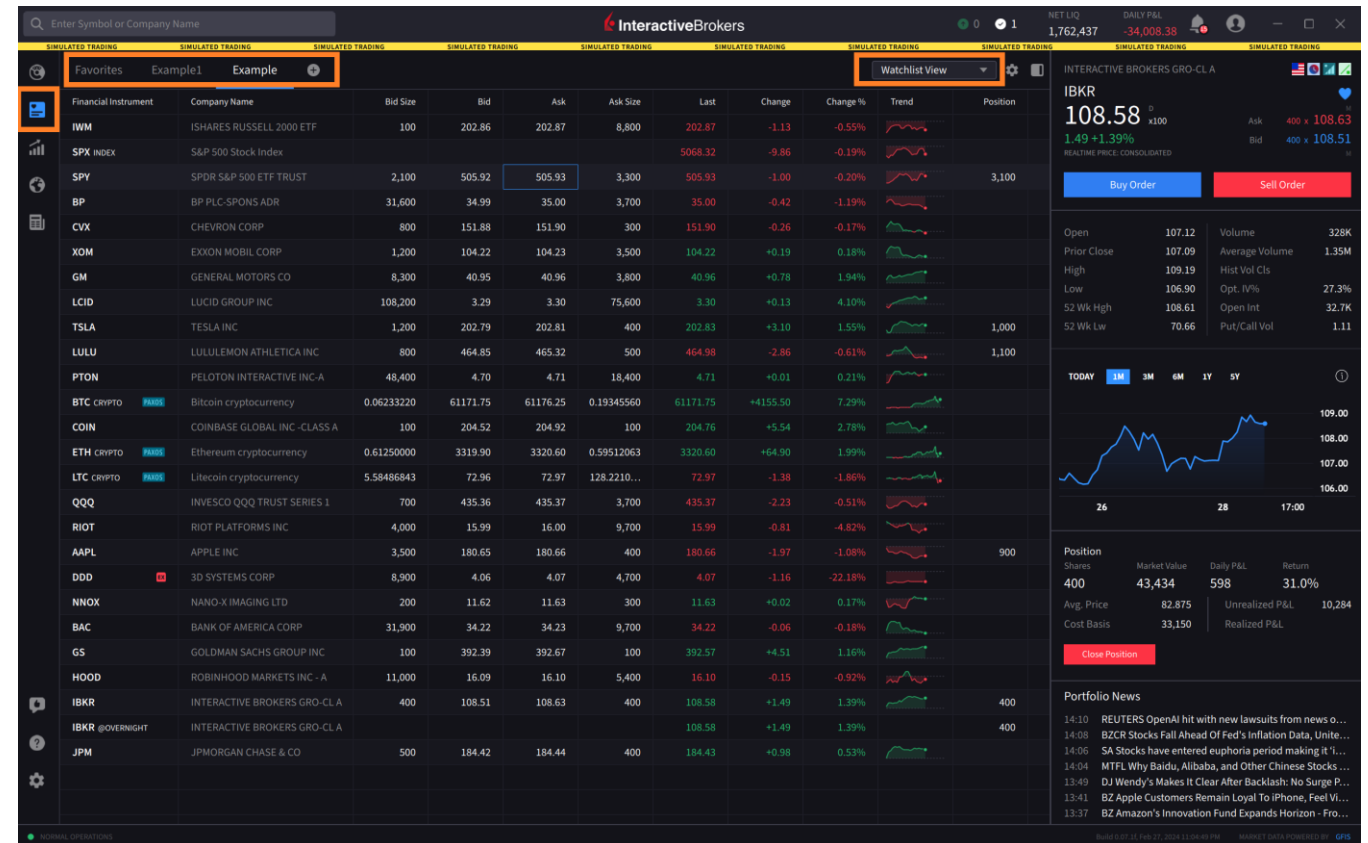 Enter Symbol or Company Name
InteractiveBrokers
0 1
NET LIQ DAILY P&L
1,762,437 -34,008.38
SIMULATED TRADING SIMULATED TRADING SIMULATED TRADING SIMULATED TRADING SIMULATED TRADING SIMULATED TRADING SIMULATED TRADING SIMULATED TRADING SIMULATED TRADING SIMULATED TRADING
Favorites Example1 Example
Watchlist View
Financial Instrument Company Name Bid Size Bid Ask Ask Size Last Change Change % Trend Position
IWM ISHARES RUSSELL 2000 ETF 100 202.86 202.87 8,800 202.87 -1.13 -0.55%
SPX INDEX S&P 500 Stock Index 5068.32 -9.86 -0.19%
SPY SPDR S&P 500 ETF TRUST 2,100 505.92 505.93 3,300 505.93 -1.00 -0.20% 3,100
BP BP PLC-SPONS ADR 31,600 34.99 35.00 3,700 35.00 -0.42 -1.19%
CVX CHEVRON CORP 800 151.88 151.90 300 151.90 -0.26 -0.17%
XOM EXXON MOBIL CORP 1,200 104.22 104.23 3,500 104.22 +0.19 0.18%
GM GENERAL MOTORS CO 8,300 40.95 40.96 3,800 40.96 +0.78 1.94%
LCID LUCID GROUP INC 108,200 3.29 3.30 75,600 3.30 +0.13 4.10%
TSLA TESLA INC 1,200 202.79 202.81 400 202.83 +3.10 1.55% 1,000
LULU LULULEMON ATHLETICA INC 800 464.85 465.32 500 464.98 -2.86 -0.61% 1,100
PTON PELOTON INTERACTIVE INC-A 48,400 4.70 4.71 18,400 4.71 +0.01 0.21%
BTC CRYPTO PAXOS Bitcoin cryptocurrency 0.06233220 61171.75 61176.25 0.19345560 61171.75 +4155.50 7.29%
COIN COINBASE GLOBAL INC -CLASS A 100 204.52 204.92 100 204.76 +5.54 2.78%
ETH CRYPTO PAXOS Ethereum cryptocurrency 0.61250000 3319.90 3320.60 0.59512063 3320.60 +64.90 1.99%
LTC CRYPTO PAXOS Litecoin cryptocurrency 5.58486843 72.96 72.97 128.2210... 72.97 -1.38 -1.86%
QQQ INVESCO QQQ TRUST SERIES 1 700 435.36 435.37 3,700 435.37 -2.23 -0.51%
RIOT RIOT PLATFORMS INC 4,000 15.99 16.00 9,700 15.99 -0.81 -4.82%
AAPL APPLE INC 3,500 180.65 180.66 400 180.66 -1.97 -1.08% 900
DDD 3D SYSTEMS CORP 8,900 4.06 4.07 4,700 4.07 -1.16 -22.18%
NNOX NANO-X IMAGING LTD 200 11.62 11.63 300 11.63 +0.02 0.17%
BAC BANK OF AMERICA CORP 31,900 34.22 34.23 9,700 34.22 -0.06 -0.18%
GS GOLDMAN SACHS GROUP INC 100 392.39 392.67 100 392.57 +4.51 1.16%
HOOD ROBINHOOD MARKETS INC - A 11,000 16.09 16.10 5,400 16.10 -0.15 -0.92%
IBKR INTERACTIVE BROKERS GRO-CL A 400 108.51 108.63 400 108.58 +1.49 1.39% 400
IBKR @OVERNIGHT INTERACTIVE BROKERS GRO-CL A 108.58 +1.49 1.39% 400
JPM JPMORGAN CHASE & CO 500 184.42 184.44 400 184.43 +0.98 0.53%
INTERACTIVE BROKERS GRO-CL A
IBKR
108.58 D x100 Ask 400 x 108.63
1.49 +1.39% Bid 400 x 108.51
REALTIME PRICE: CONSOLIDATED
Buy Order Sell Order
Open 107.12 Volume 328K
Prior Close 107.09 Average Volume 1.35M
High 109.19 Hist Vol Cls
Low 106.90 Opt. IV% 27.3%
52 Wk Hgh 108.61 Open Int 32.7K
52 Wk Lw 70.66 Put/Call Vol 1.11
TODAY 1M 3M 6M 1Y 5Y
109.00
108.00
107.00
106.00
26 28 17:00
Position
Shares Market Value Daily P&L Return
400 43,434 598 31.0%
Avg. Price 82.875 Unrealized P&L 10,284
Cost Basis 33,150 Realized P&L
Close Position
Portfolio News
14:10 REUTERS OpenAI hit with new lawsuits from news o...
14:08 BZCR Stocks Fall Ahead Of Fed's Inflation Data, Unite...
14:06 SA Stocks have entered euphoria period making it 'i...
14:04 MTFL Why Baidu, Alibaba, and Other Chinese Stocks ...
13:49 DJ Wendy's Makes It Clear After Backlash: No Surge P...
13:41 BZ Apple Customers Remain Loyal To iPhone, Feel Vi...
13:37 BZ Amazon's Innovation Fund Expands Horizon - Fro...
NORMAL OPERATIONS
Build 0.07.1f, Feb 27, 2024 11:04:49 PM MARKET DATA POWERED BY GFIS